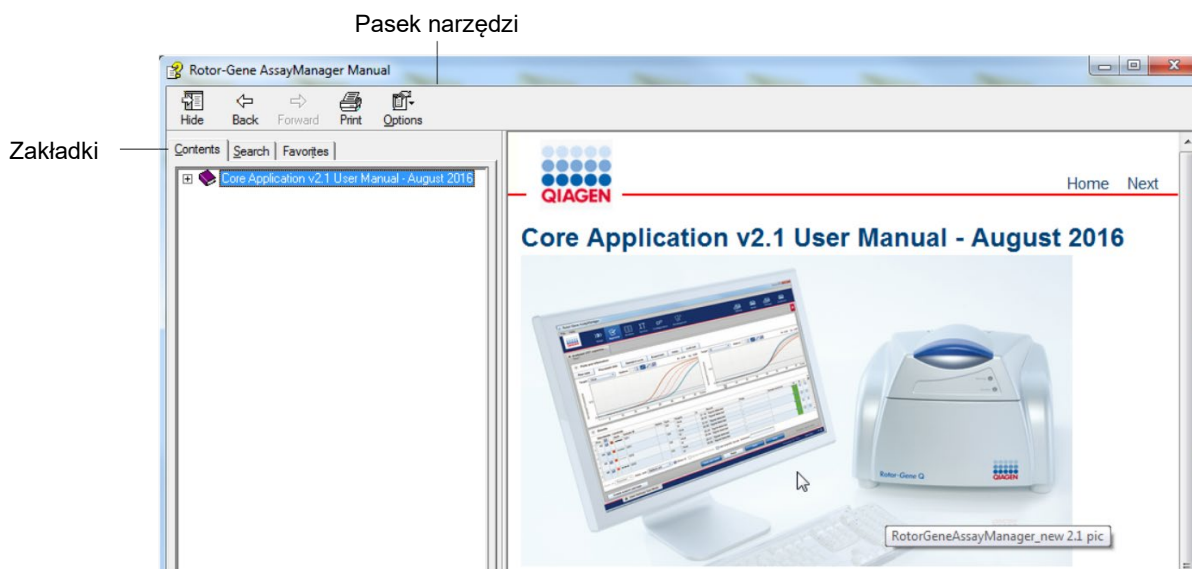 Pasek narzędzi
Rotor-Gene AssayManager Manual
Hide Back Forward Print Options
Zakładki
Contents Search Favorites
Core Application v2.1 User Manual - August 2016
QIAGEN
Home Next
Core Application v2.1 User Manual - August 2016
Rotor-Gene Q
QIAGEN
RotorGeneAssayManager_new 2.1 pic